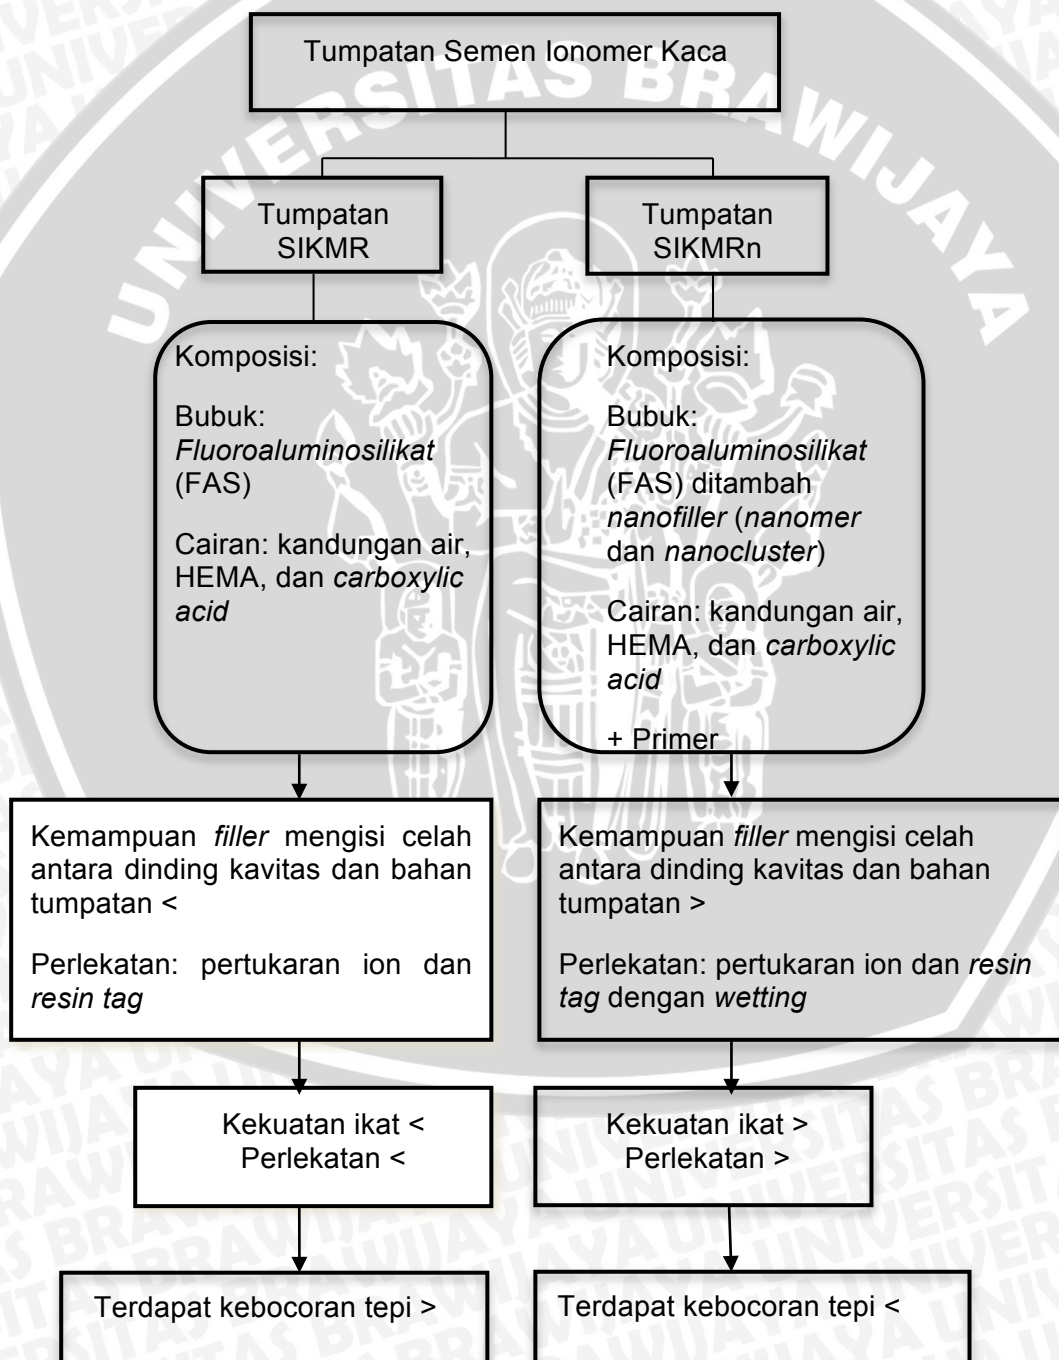 UNIVERSITAS BRAWIJAYA
Tumpatan Semen Ionomer Kaca
Tumpatan
SIKMR
Tumpatan
SIKMRn
Komposisi:
Bubuk:
Fluoroaluminosilikat
(FAS)
Cairan: kandungan air,
HEMA, dan carboxylic
acid
Komposisi:
Bubuk:
Fluoroaluminosilikat
(FAS) ditambah
nanofiller (nanomer
dan nanocluster)
Cairan: kandungan air,
HEMA, dan carboxylic
acid
+ Primer
Kemampuan filler mengisi celah
antara dinding kavitas dan bahan
tumpatan <
Perlekatan: pertukaran ion dan
resin tag
Kemampuan filler mengisi celah
antara dinding kavitas dan bahan
tumpatan >
Perlekatan: pertukaran ion dan resin
tag dengan wetting
Kekuatan ikat <
Perlekatan <
Kekuatan ikat >
Perlekatan >
Terdapat kebocoran tepi >
Terdapat kebocoran tepi <